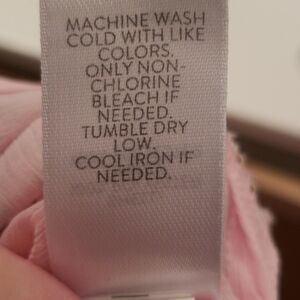 MACHINE WASH
COLD WITH LIKE
COLORS.
ONLY NON-
CHLORINE
BLEACH IF
NEEDED.
TUMBLE DRY
LOW.
COOL IRON IF
NEEDED.